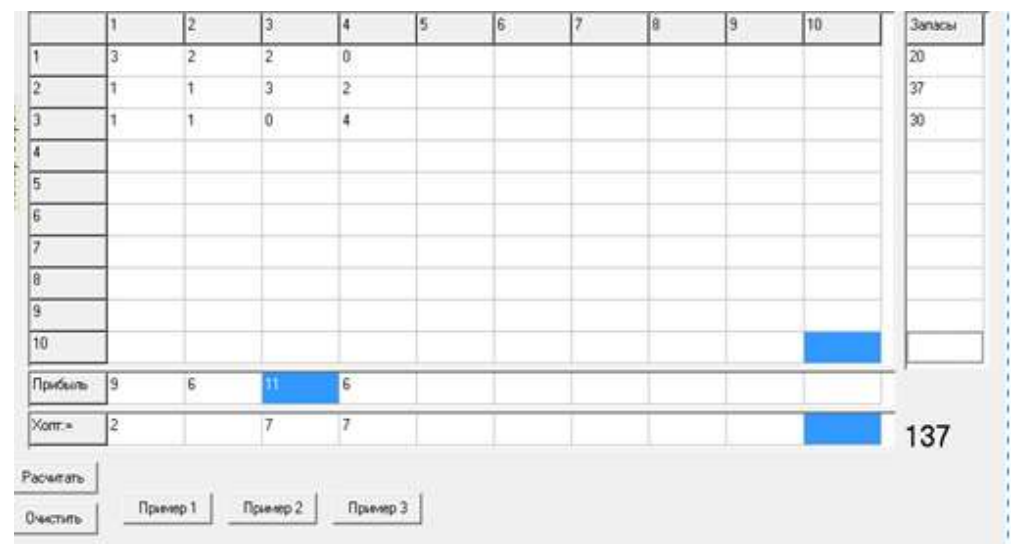 1 2 3 4 5 6 7 8 9 10 Запасы
1 3 2 2 0 20
2 1 1 3 2 37
3 1 1 0 4 30
4
5
6
7
8
9
10
Прибыль 9 6 11 6
Хопт.= 2 7 7 137
Расчитать
Очистить Пример 1 Пример 2 Пример 3